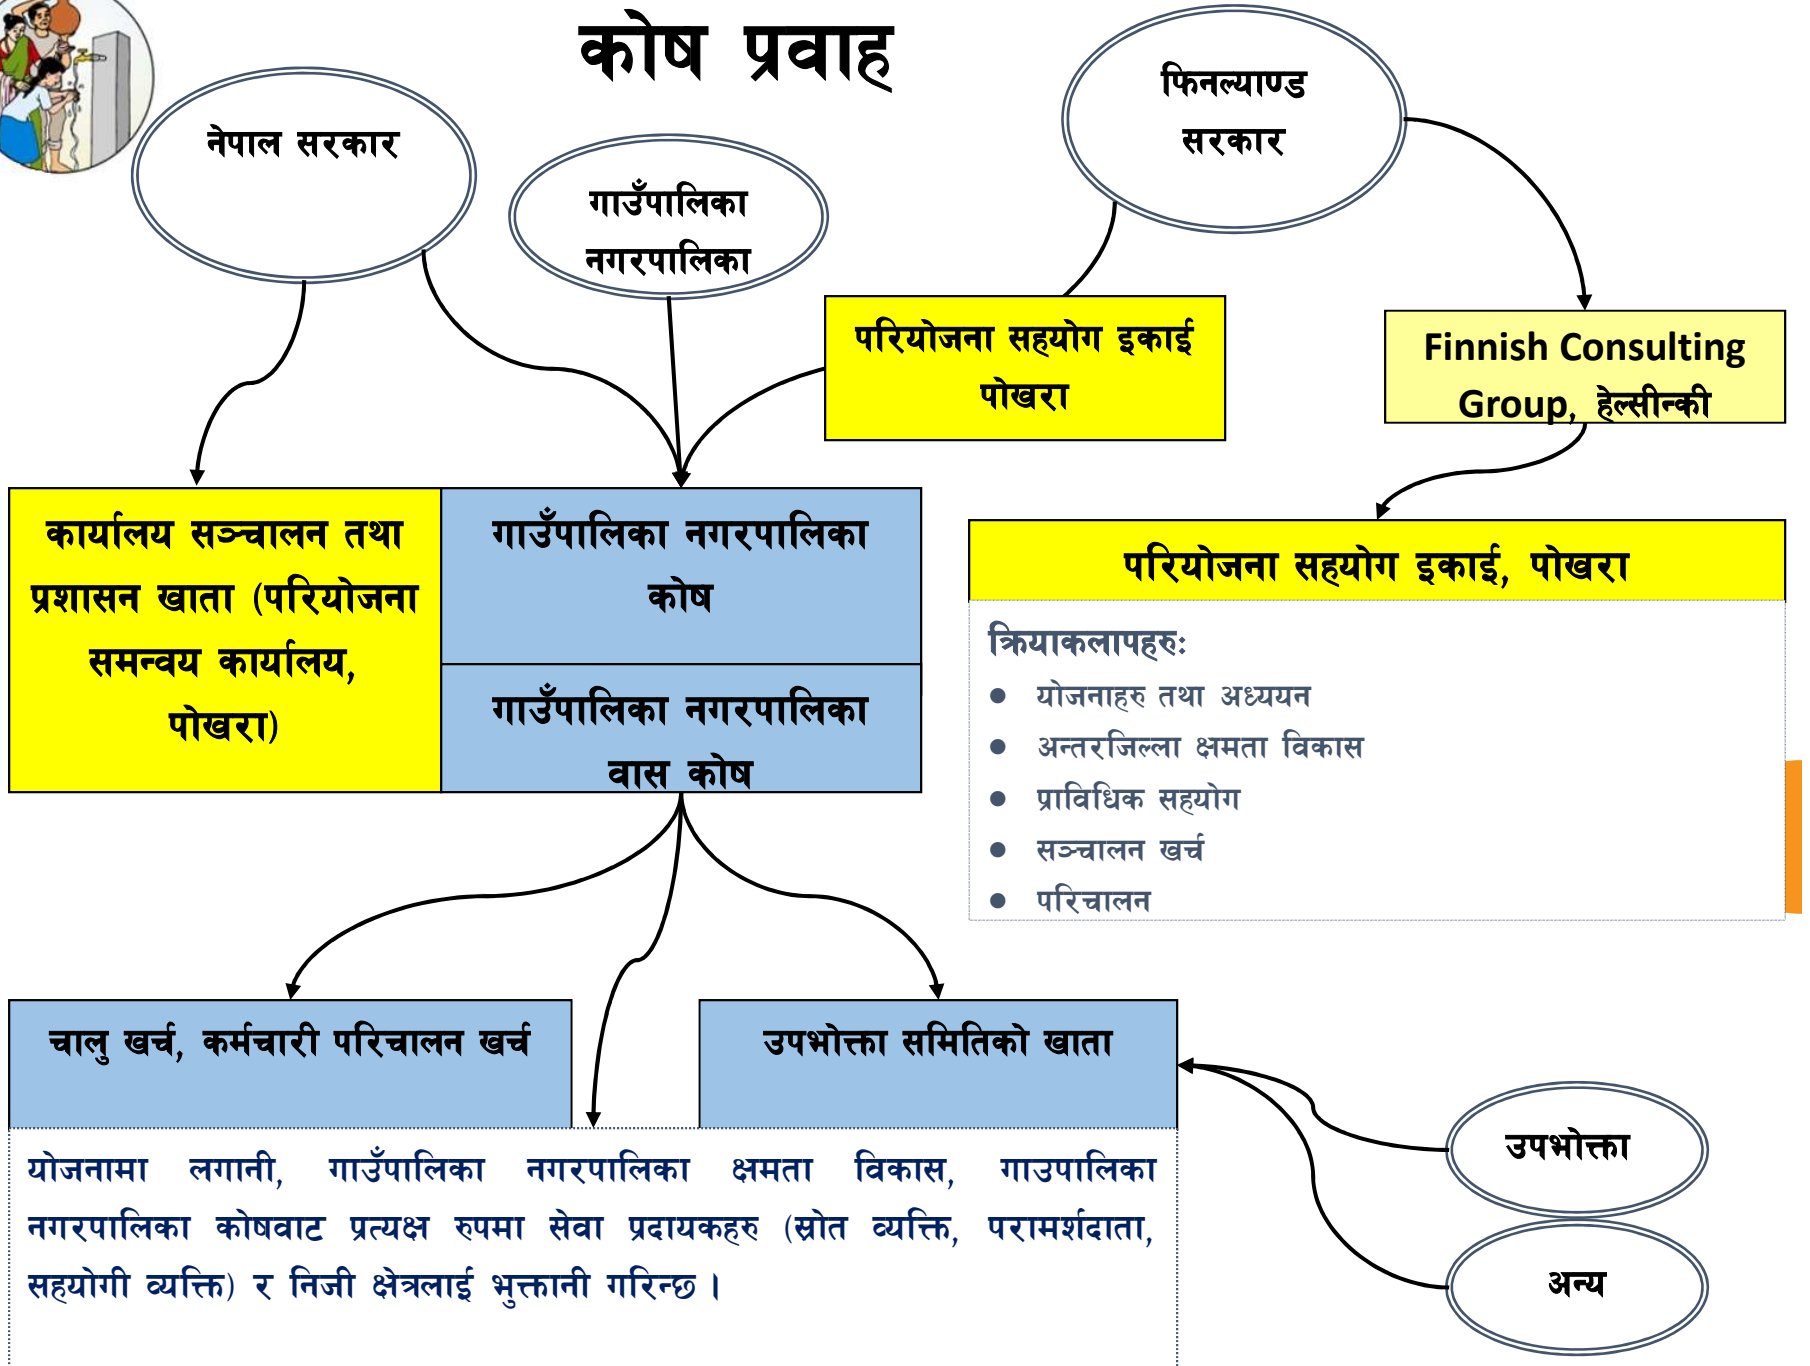 कोष प्रवाह
नेपाल सरकार
गाउँपालिका
नगरपालिका
फिनल्याण्ड
सरकार
परियोजना सहयोग इकाई
पोखरा
Finnish Consulting
Group, हेल्सीन्की
कार्यालय सञ्चालन तथा
प्रशासन खाता (परियोजना
समन्वय कार्यालय,
पोखरा)
गाउँपालिका नगरपालिका
कोष
गाउँपालिका नगरपालिका
वास कोष
परियोजना सहयोग इकाई, पोखरा
क्रियाकलापहरुः
● योजनाहरु तथा अध्ययन
● अन्तरजिल्ला क्षमता विकास
● प्राविधिक सहयोग
● सञ्चालन खर्च
● परिचालन
चालु खर्च, कर्मचारी परिचालन खर्च
उपभोक्ता समितिको खाता
योजनामा लगानी, गाउँपालिका नगरपालिका क्षमता विकास, गाउपालिका
नगरपालिका कोषवाट प्रत्यक्ष रुपमा सेवा प्रदायकहरु (स्रोत व्यक्ति, परामर्शदाता,
सहयोगी व्यक्ति) र निजी क्षेत्रलाई भुक्तानी गरिन्छ ।
उपभोक्ता
अन्य